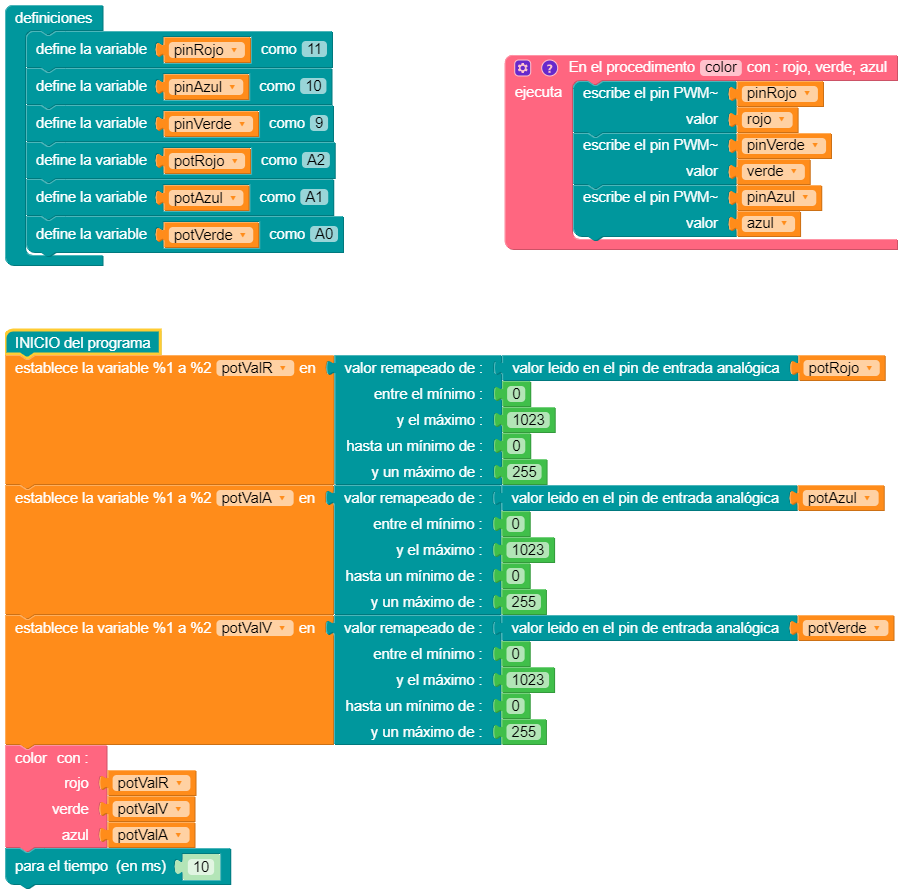 definiciones
define la variable pinRojo como 11
define la variable pinAzul como 10
define la variable pinVerde como 9
define la variable potRojo como A2
define la variable potAzul como A1
define la variable potVerde como A0
? En el procedimento color con : rojo, verde, azul
ejecuta escribe el pin PWM~ pinRojo
valor rojo
escribe el pin PWM~ pinVerde
valor verde
escribe el pin PWM~ pinAzul
valor azul
INICIO del programa
establece la variable %1 a %2 potValR en valor remapeado de : valor leido en el pin de entrada analógica potRojo
entre el mínimo : 0
y el máximo : 1023
hasta un mínimo de : 0
y un máximo de : 255
establece la variable %1 a %2 potValA en valor remapeado de : valor leido en el pin de entrada analógica potAzul
entre el mínimo : 0
y el máximo : 1023
hasta un mínimo de : 0
y un máximo de : 255
establece la variable %1 a %2 potValV en valor remapeado de : valor leido en el pin de entrada analógica potVerde
entre el mínimo : 0
y el máximo : 1023
hasta un mínimo de : 0
y un máximo de : 255
color con :
rojo potValR
verde potValV
azul potValA
para el tiempo (en ms) 10